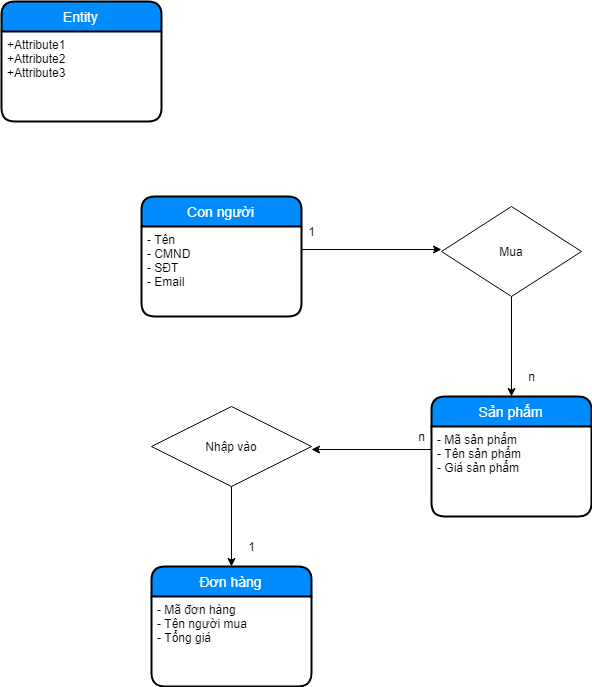 Entity
+Attribute1
+Attribute2
+Attribute3
Con người
- Tên
- CMND
- SĐT
- Email
1
Mua
n
Sản phẩm
- Mã sản phẩm
- Tên sản phẩm
- Giá sản phẩm
n
Nhập vào
1
Đơn hàng
- Mã đơn hàng
- Tên người mua
- Tổng giá